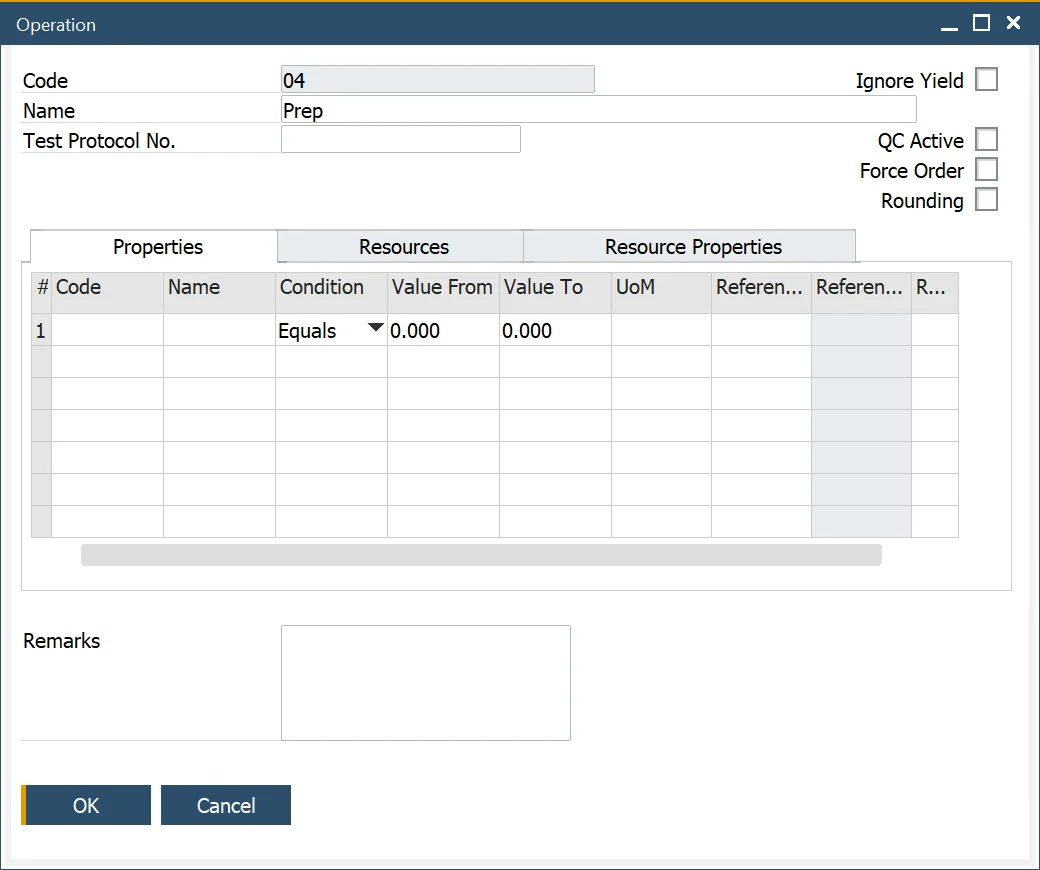 Operation
Code 04 Ignore Yield
Name Prep
Test Protocol No. QC Active
Force Order
Rounding
Properties Resources Resource Properties
# Code Name Condition Value From Value To UoM Referen... Referen... R...
1 Equals 0.000 0.000
Remarks
OK Cancel